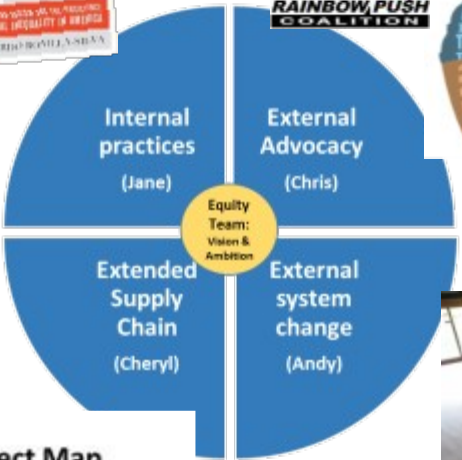 RAINBOW PUSH
COALITION
Internal
practices
(Jane)
External
Advocacy
(Chris)
Equity
Team:
Vision &
Ambition
Extended
Supply
Chain
(Cheryl)
External
system
change
(Andy)
ect Map